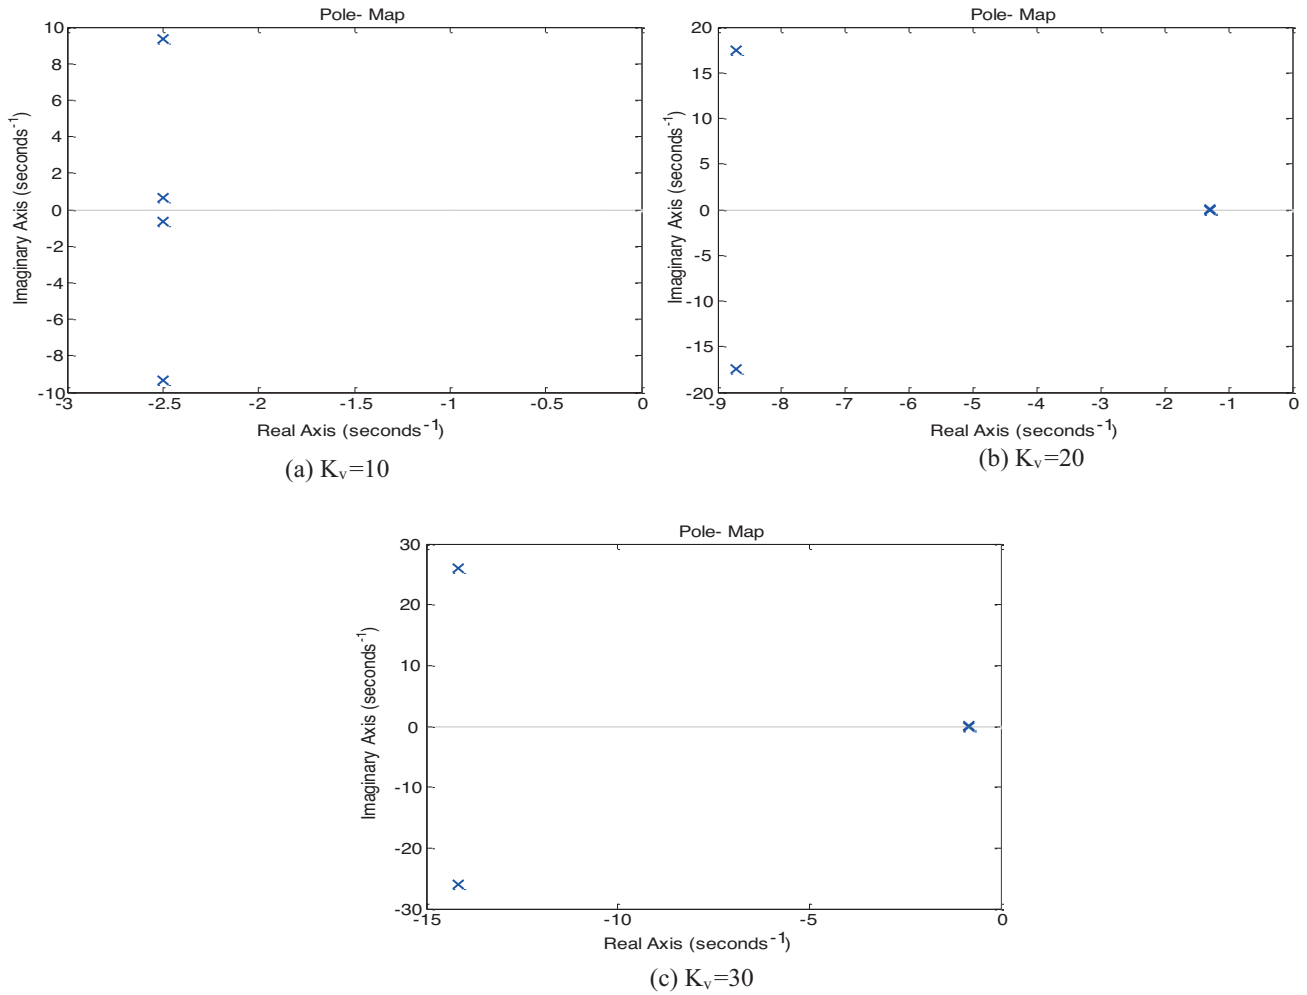 Pole- Map
10
8
6
4
2
0
-2
-4
-6
-8
-10
-3 -2.5 -2 -1.5 -1 -0.5 0
Imaginary Axis (seconds⁻¹)
Real Axis (seconds⁻¹)
(a) Kᵥ=10
Pole- Map
20
15
10
5
0
-5
-10
-15
-20
-9 -8 -7 -6 -5 -4 -3 -2 -1 0
Imaginary Axis (seconds⁻¹)
Real Axis (seconds⁻¹)
(b) Kᵥ=20
Pole- Map
30
20
10
0
-10
-20
-30
-15 -10 -5 0
Imaginary Axis (seconds⁻¹)
Real Axis (seconds⁻¹)
(c) Kᵥ=30